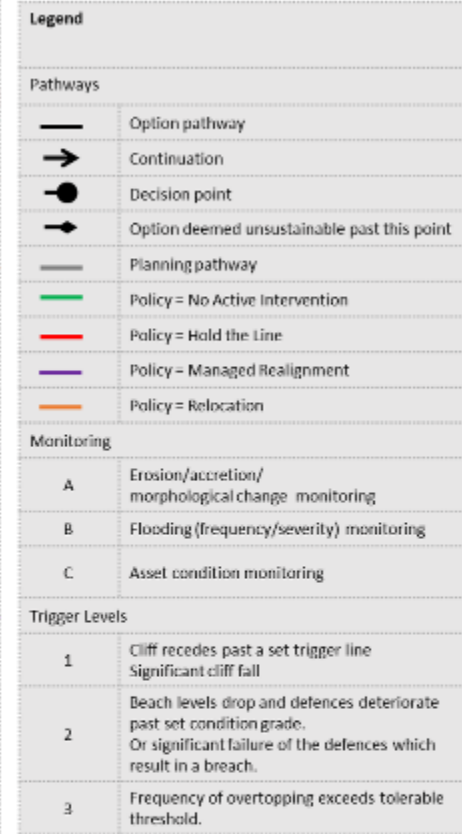 Legend
Pathways
Option pathway
Continuation
Decision point
Option deemed unsustainable past this point
Planning pathway
Policy = No Active Intervention
Policy = Hold the Line
Policy = Managed Realignment
Policy = Relocation
Monitoring
A
Erosion/accretion/
morphological change monitoring
B
Flooding (frequency/severity) monitoring
C
Asset condition monitoring
Trigger Levels
1
Cliff recedes past a set trigger line
Significant cliff fall
2
Beach levels drop and defences deteriorate
past set condition grade.
Or significant failure of the defences which
result in a breach.
3
Frequency of overtopping exceeds tolerable
threshold.